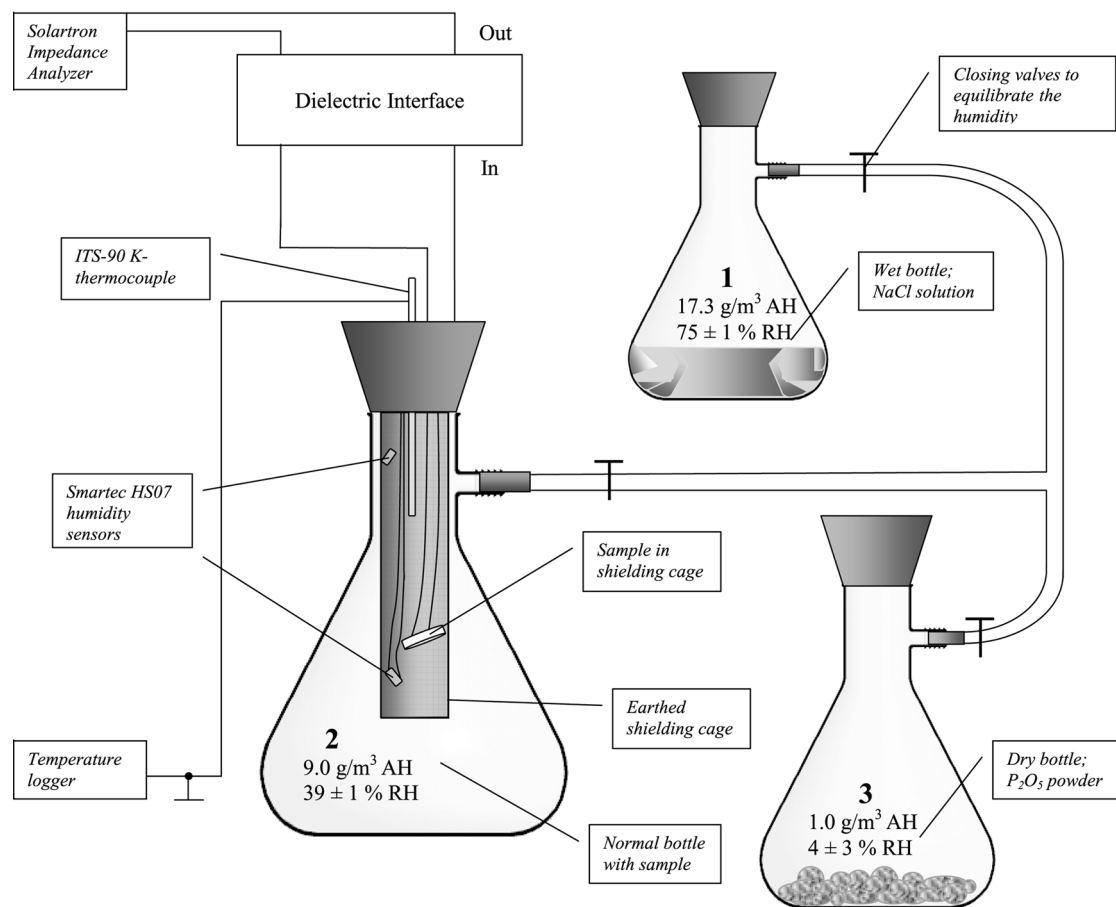 Solartron
Impedance
Analyzer
Out
Dielectric Interface
In
Closing valves to
equilibrate the
humidity
ITS-90 K-
thermocouple
1
17.3 g/m³ AH
75 ± 1 % RH
Wet bottle;
NaCl solution
Smartec HS07
humidity
sensors
Sample in
shielding cage
Earthed
shielding cage
2
9.0 g/m³ AH
39 ± 1 % RH
Temperature
logger
Normal bottle
with sample
3
1.0 g/m³ AH
4 ± 3 % RH
Dry bottle;
P₂O₅ powder